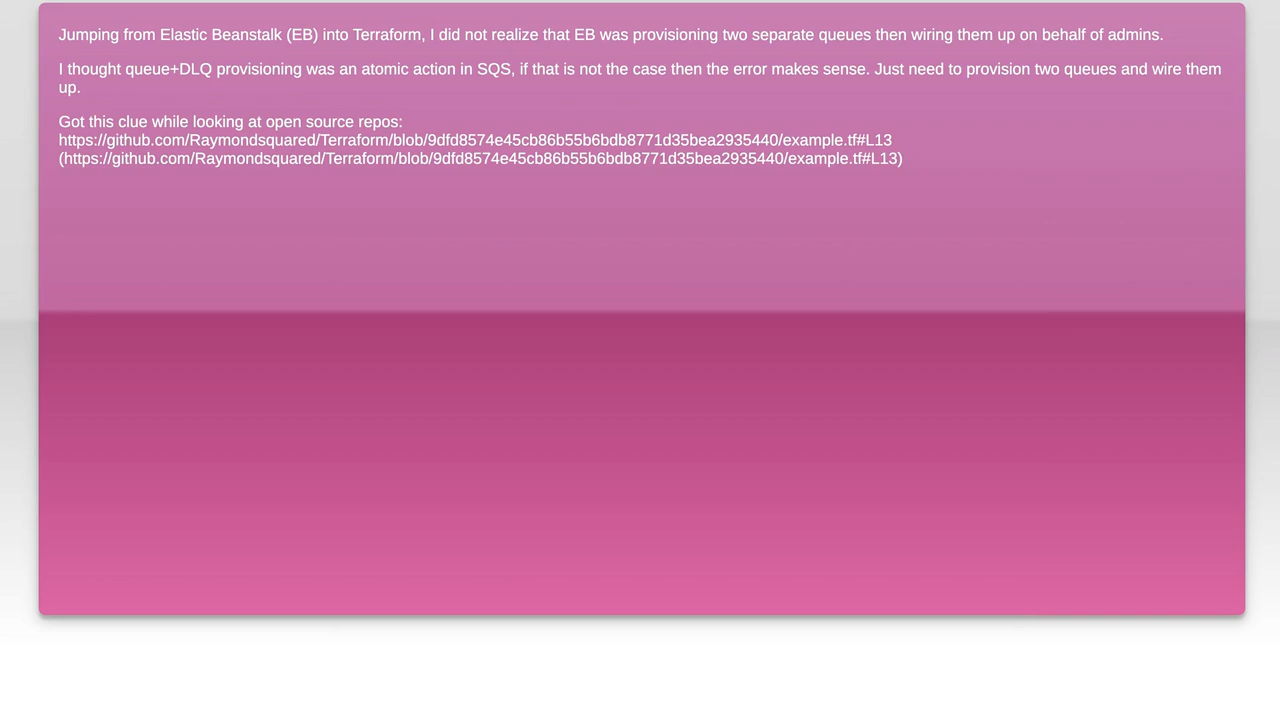 Jumping from Elastic Beanstalk (EB) into Terraform, I did not realize that EB was provisioning two separate queues then wiring them up on behalf of admins.
I thought queue+DLQ provisioning was an atomic action in SQS, if that is not the case then the error makes sense. Just need to provision two queues and wire them
up.
Got this clue while looking at open source repos:
https://github.com/Raymondsquared/Terraform/blob/9dfd8574e45cb86b55b6bdb8771d35bea2935440/example.tf#L13
(https://github.com/Raymondsquared/Terraform/blob/9dfd8574e45cb86b55b6bdb8771d35bea2935440/example.tf#L13)